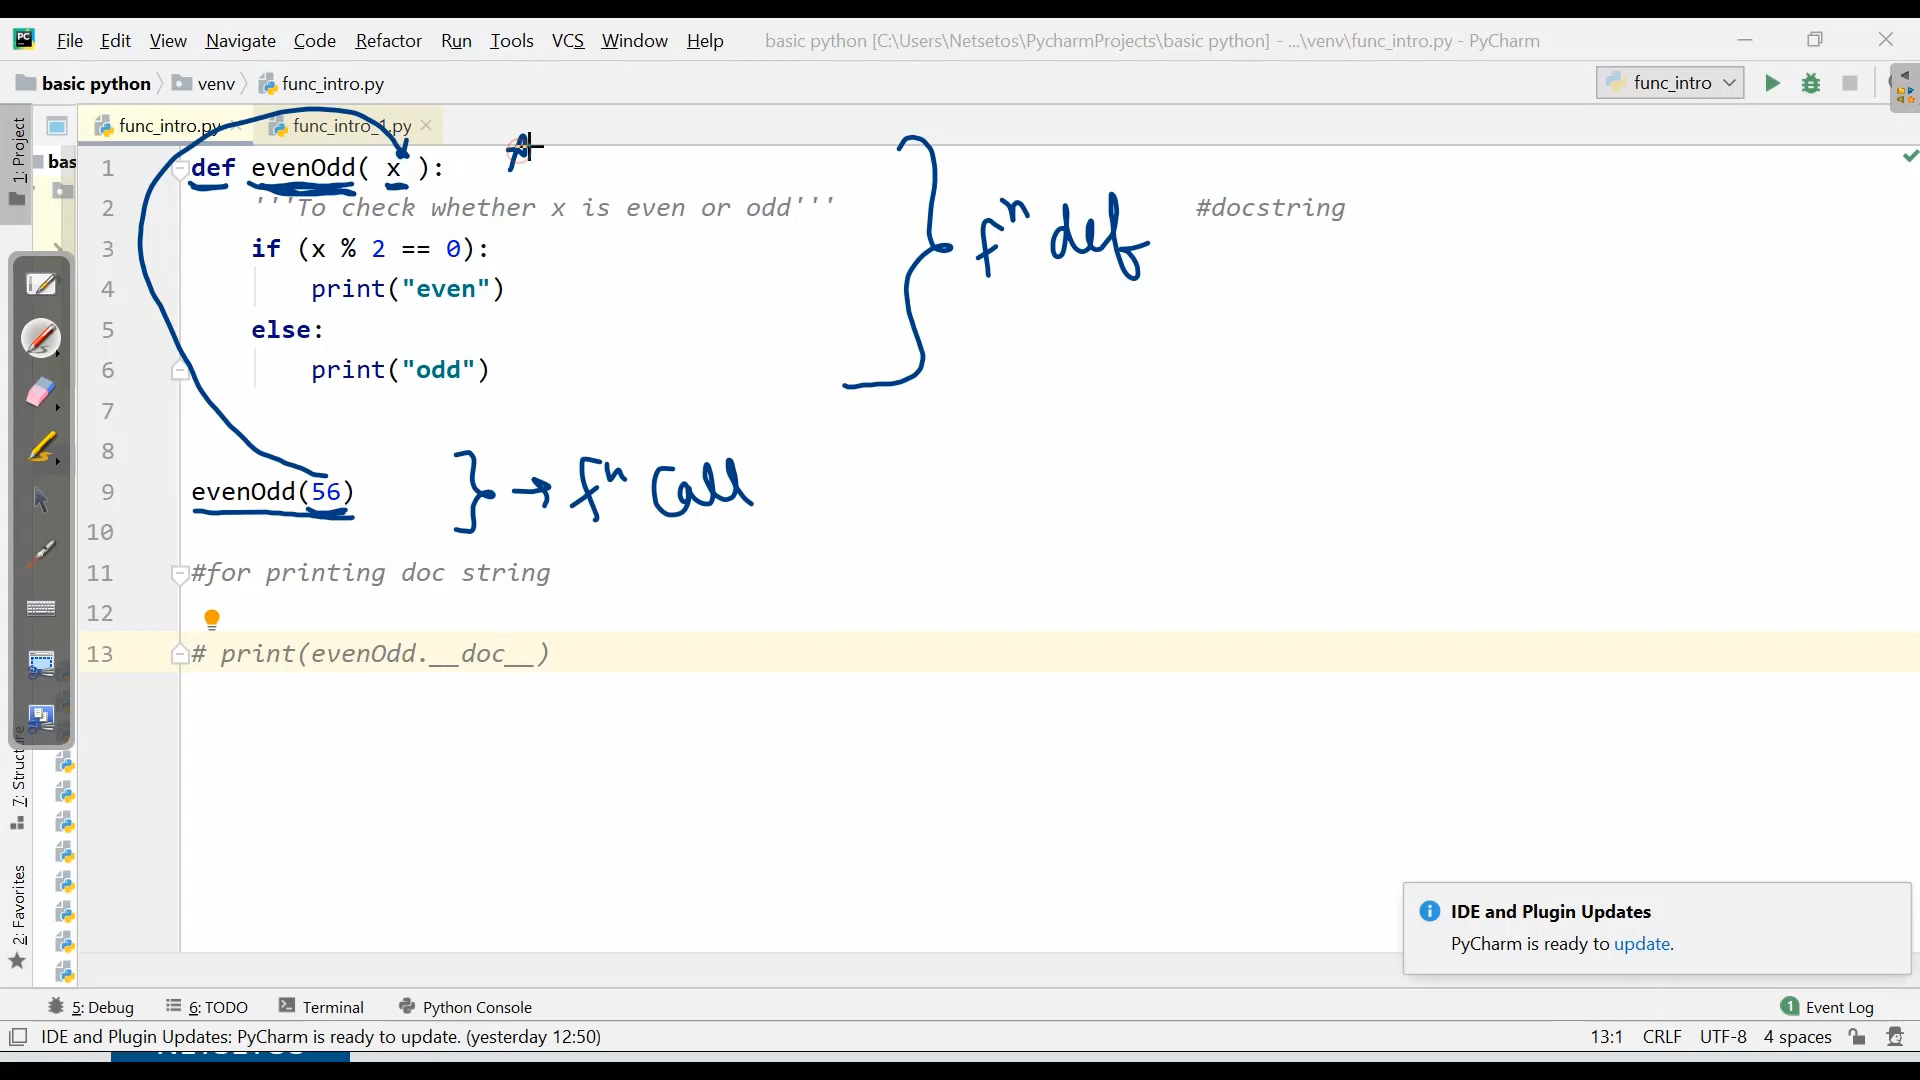 File Edit View Navigate Code Refactor Run Tools VCS Window Help basic python [C:\Users\Netsetos\PycharmProjects\basic python] - ...\venv\func_intro.py - PyCharm
basic python venv func_intro.py func_intro
func_intro.py func_intro_1.py
1: Project
bas
1 def evenOdd( x ):
2 '''To check whether x is even or odd''' #docstring
3 if (x % 2 == 0):
4 print("even")
5 else:
6 print("odd")
7
8
9 evenOdd(56)
10
11 #for printing doc string
12
13 # print(evenOdd.__doc__)
fⁿ def
→ fⁿ Call
7: Structure
2: Favorites
IDE and Plugin Updates
PyCharm is ready to update.
5: Debug 6: TODO Terminal Python Console 1 Event Log
IDE and Plugin Updates: PyCharm is ready to update. (yesterday 12:50) 13:1 CRLF UTF-8 4 spaces